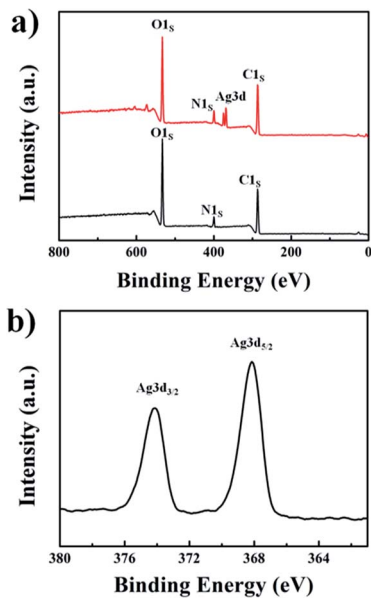 a)
O1S
N1S Ag3d
C1S
O1S
N1S
C1S
Intensity (a.u.)
800 600 400 200 0
Binding Energy (eV)
b)
Ag3d5/2
Ag3d3/2
Intensity (a.u.)
380 376 372 368 364
Binding Energy (eV)